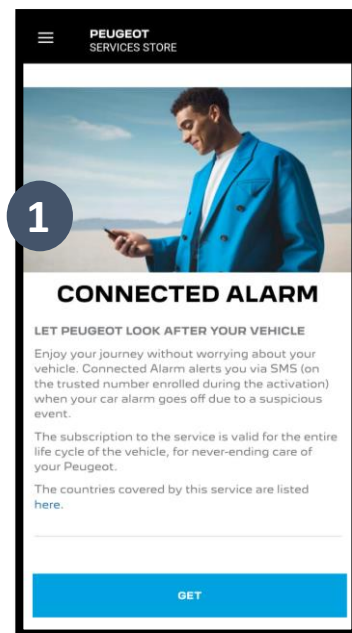 PEUGEOT
SERVICES STORE
1
CONNECTED ALARM
LET PEUGEOT LOOK AFTER YOUR VEHICLE
Enjoy your journey without worrying about your
vehicle. Connected Alarm alerts you via SMS (on
the trusted number enrolled during the activation)
when your car alarm goes off due to a suspicious
event.
The subscription to the service is valid for the entire
life cycle of the vehicle, for never-ending care of
your Peugeot.
The countries covered by this service are listed
here.
GET